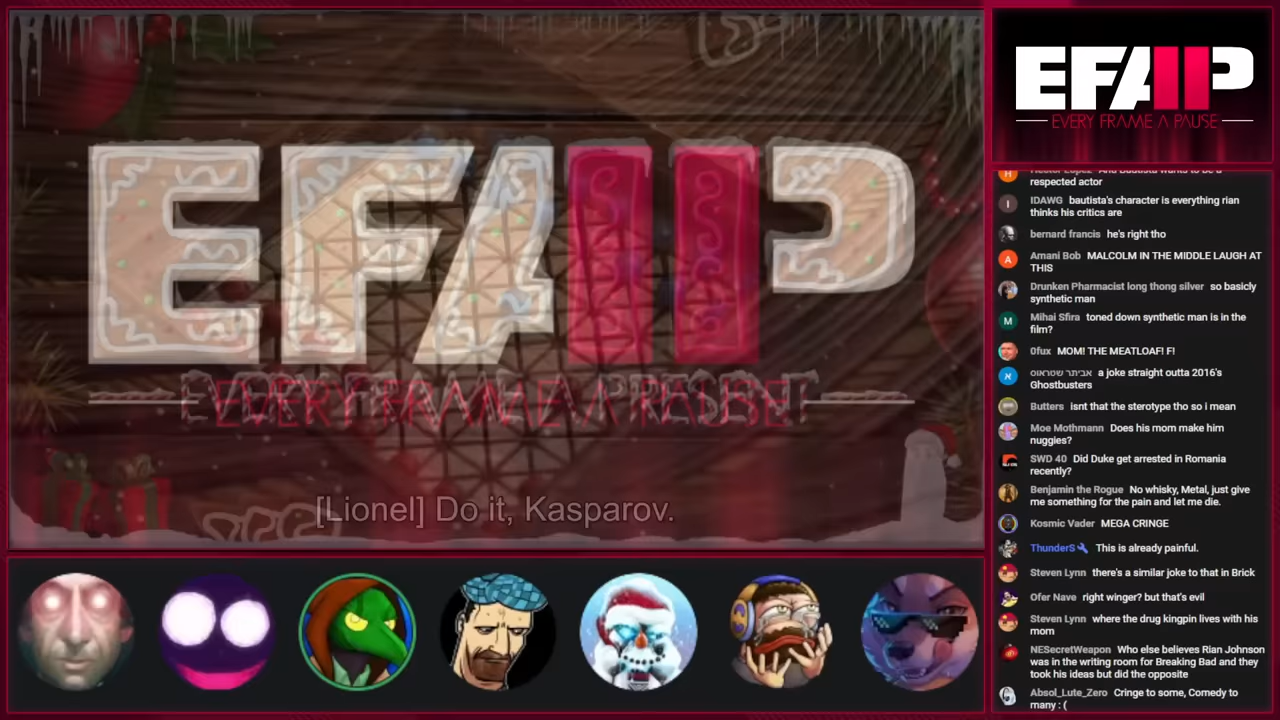 EFAP
EVERY FRAME A PAUSE!
[Lionel] Do it, Kasparov.
EFAP
EVERY FRAME A PAUSE
respected actor
IDAWG bautista's character is everything rian
thinks his critics are
bernard francis he's right tho
Amani Bob MALCOLM IN THE MIDDLE LAUGH AT
THIS
Drunken Pharmacist long thong silver so basicly
synthetic man
Mihai Sfira toned down synthetic man is in the
film?
0fux MOM! THE MEATLOAF! F!
אביתר שטראוס a joke straight outta 2016's
Ghostbusters
Butters isnt that the sterotype tho so i mean
Moe Mothmann Does his mom make him
nuggies?
SWD 40 Did Duke get arrested in Romania
recently?
Benjamin the Rogue No whisky, Metal, just give
me something for the pain and let me die.
Kosmic Vader MEGA CRINGE
ThunderS This is already painful.
Steven Lynn there's a similar joke to that in Brick
Ofer Nave right winger? but that's evil
Steven Lynn where the drug kingpin lives with his
mom
NESecretWeapon Who else believes Rian Johnson
was in the writing room for Breaking Bad and they
took his ideas but did the opposite
Absol_Lute_Zero Cringe to some, Comedy to
many : (